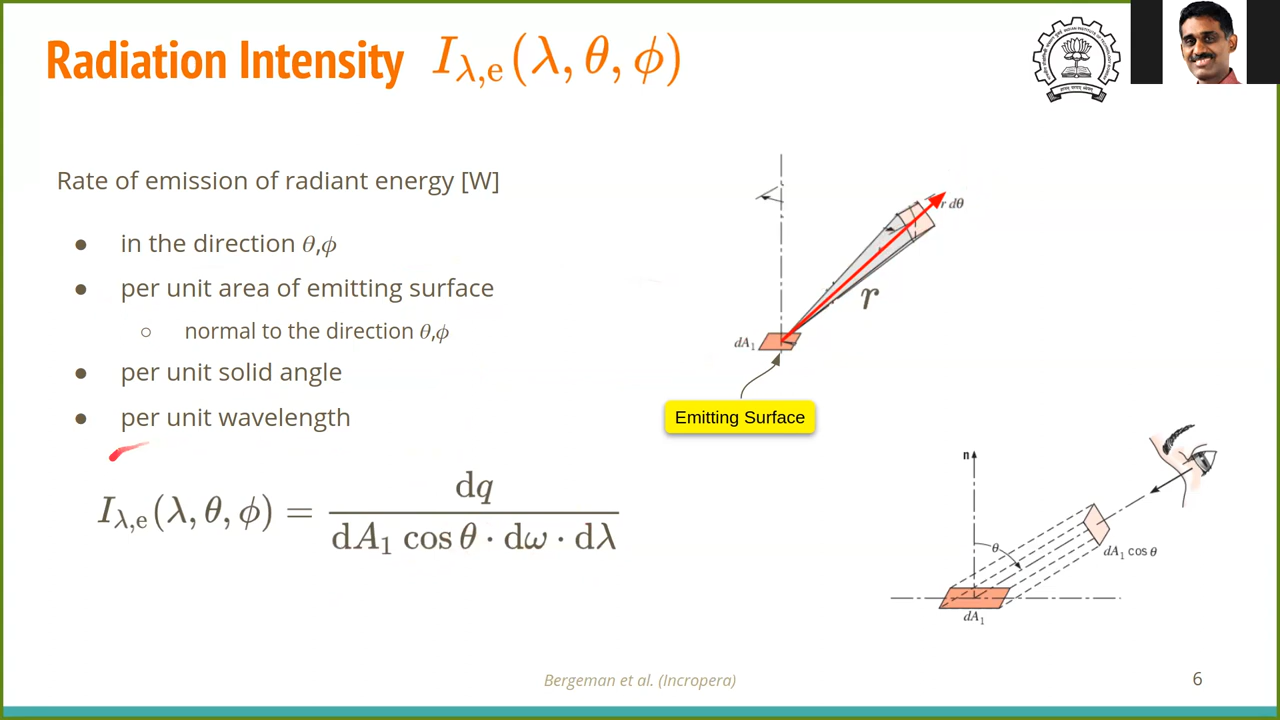 Radiation Intensity I_{λ,e}(λ, θ, ϕ)
Rate of emission of radiant energy [W]
● in the direction θ,ϕ
● per unit area of emitting surface
○ normal to the direction θ,ϕ
● per unit solid angle
● per unit wavelength
I_{λ,e}(λ, θ, ϕ) = dq / (dA₁ cos θ · dω · dλ)
r dθ
r
dA₁
Emitting Surface
n
θ
dA₁ cos θ
dA₁
Bergeman et al. (Incropera)
6